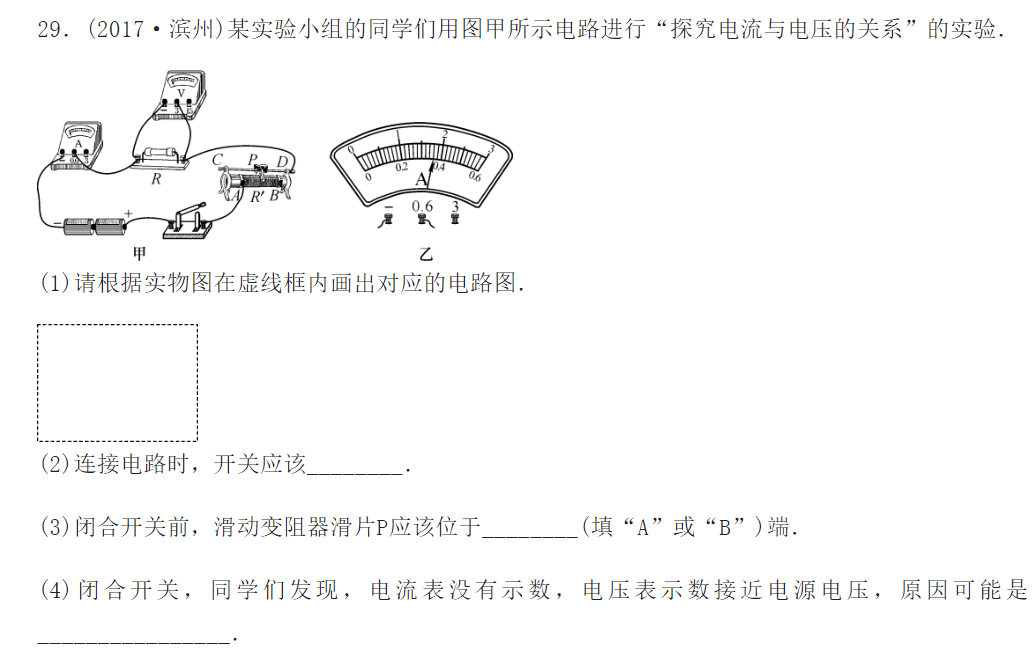 29．(2017·滨州)某实验小组的同学们用图甲所示电路进行“探究电流与电压的关系”的实验．
V
A
C P D
R
A R′ B
− +
甲
0 1 2 3
0 0.2 0.4 0.6
A
− 0.6 3
乙
(1)请根据实物图在虚线框内画出对应的电路图．
(2)连接电路时，开关应该________．
(3)闭合开关前，滑动变阻器滑片P应该位于________(填“A”或“B”)端．
(4)闭合开关，同学们发现，电流表没有示数，电压表示数接近电源电压，原因可能是
________________．